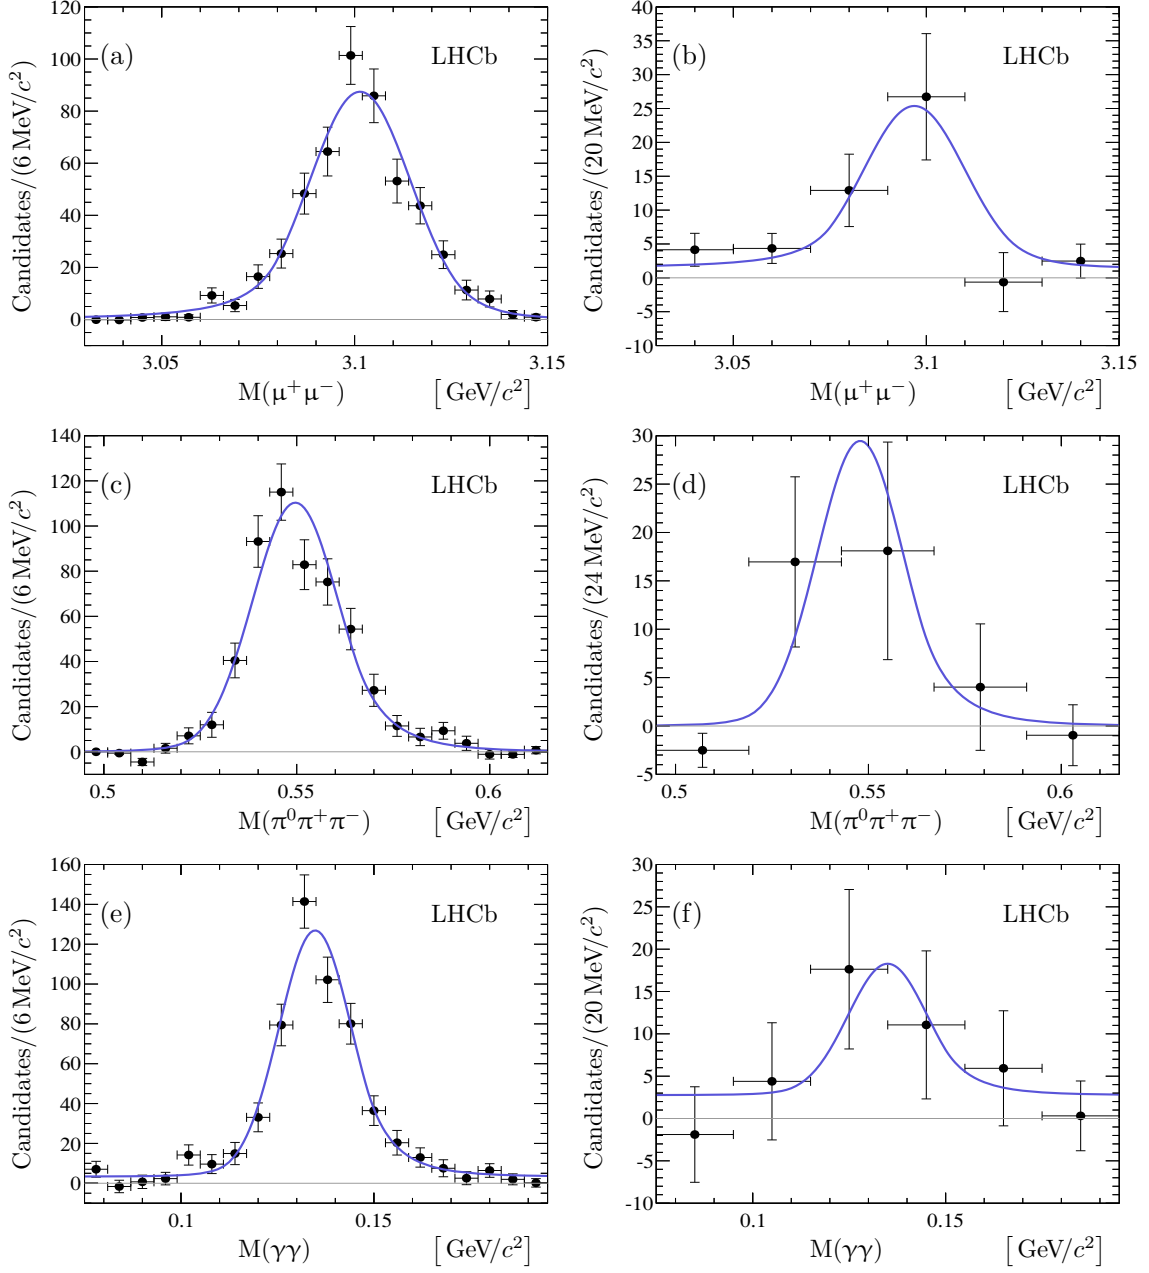 (a) LHCb
Candidates/(6 MeV/c²)
120
100
80
60
40
20
0
3.05 3.1 3.15
M(μ⁺μ⁻) [GeV/c²]
(b) LHCb
Candidates/(20 MeV/c²)
40
35
30
25
20
15
10
5
0
-5
-10
3.05 3.1 3.15
M(μ⁺μ⁻) [GeV/c²]
(c) LHCb
Candidates/(6 MeV/c²)
140
120
100
80
60
40
20
0
0.5 0.55 0.6
M(π⁰π⁺π⁻) [GeV/c²]
(d) LHCb
Candidates/(24 MeV/c²)
30
25
20
15
10
5
0
-5
0.5 0.55 0.6
M(π⁰π⁺π⁻) [GeV/c²]
(e) LHCb
Candidates/(6 MeV/c²)
160
140
120
100
80
60
40
20
0
0.1 0.15
M(γγ) [GeV/c²]
(f) LHCb
Candidates/(20 MeV/c²)
30
25
20
15
10
5
0
-5
-10
0.1 0.15
M(γγ) [GeV/c²]